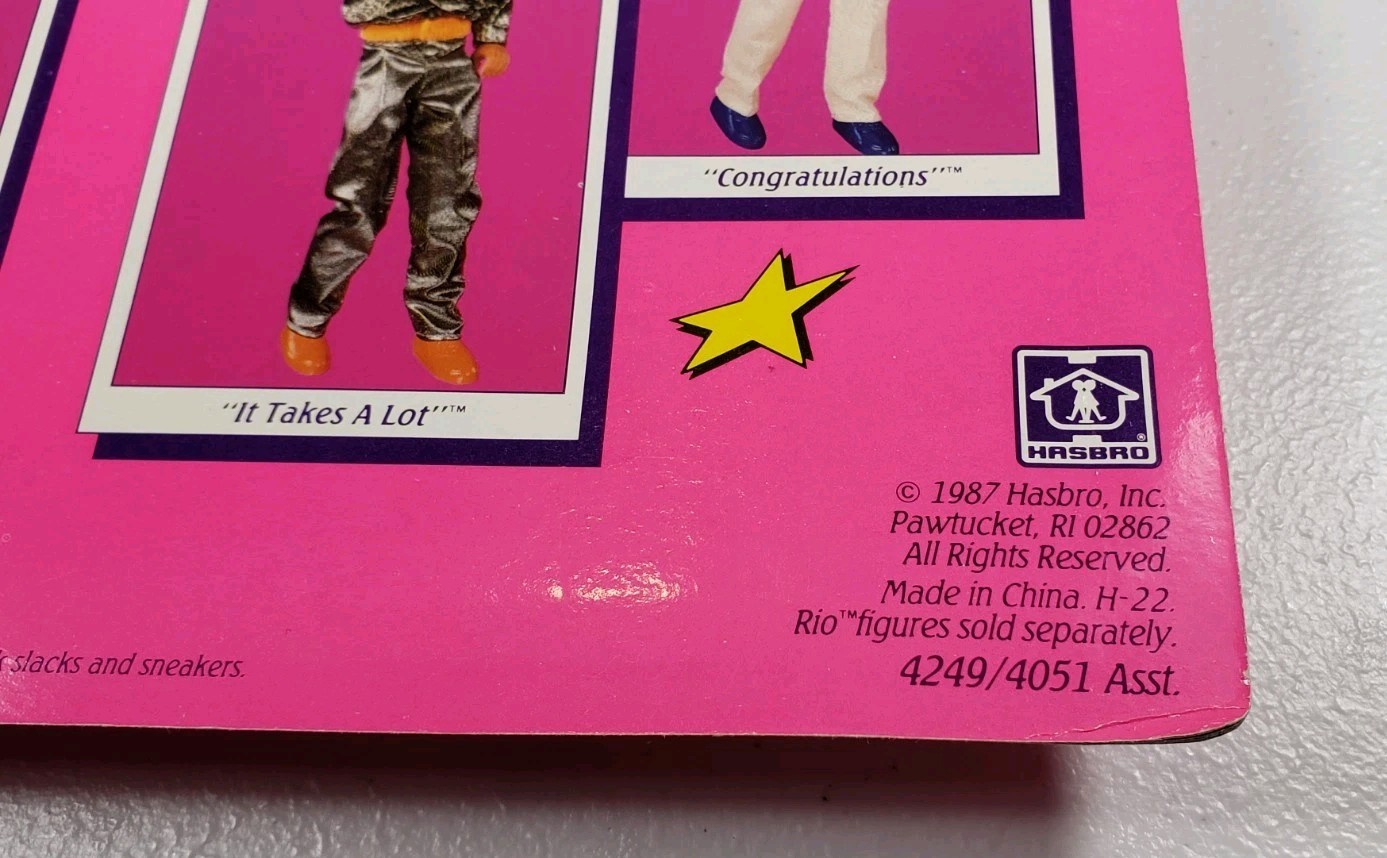 "Congratulations"™
"It Takes A Lot"™
HASBRO®
© 1987 Hasbro, Inc.
Pawtucket, RI 02862
All Rights Reserved.
Made in China. H-22.
Rio™ figures sold separately.
slacks and sneakers.
4249/4051 Asst.